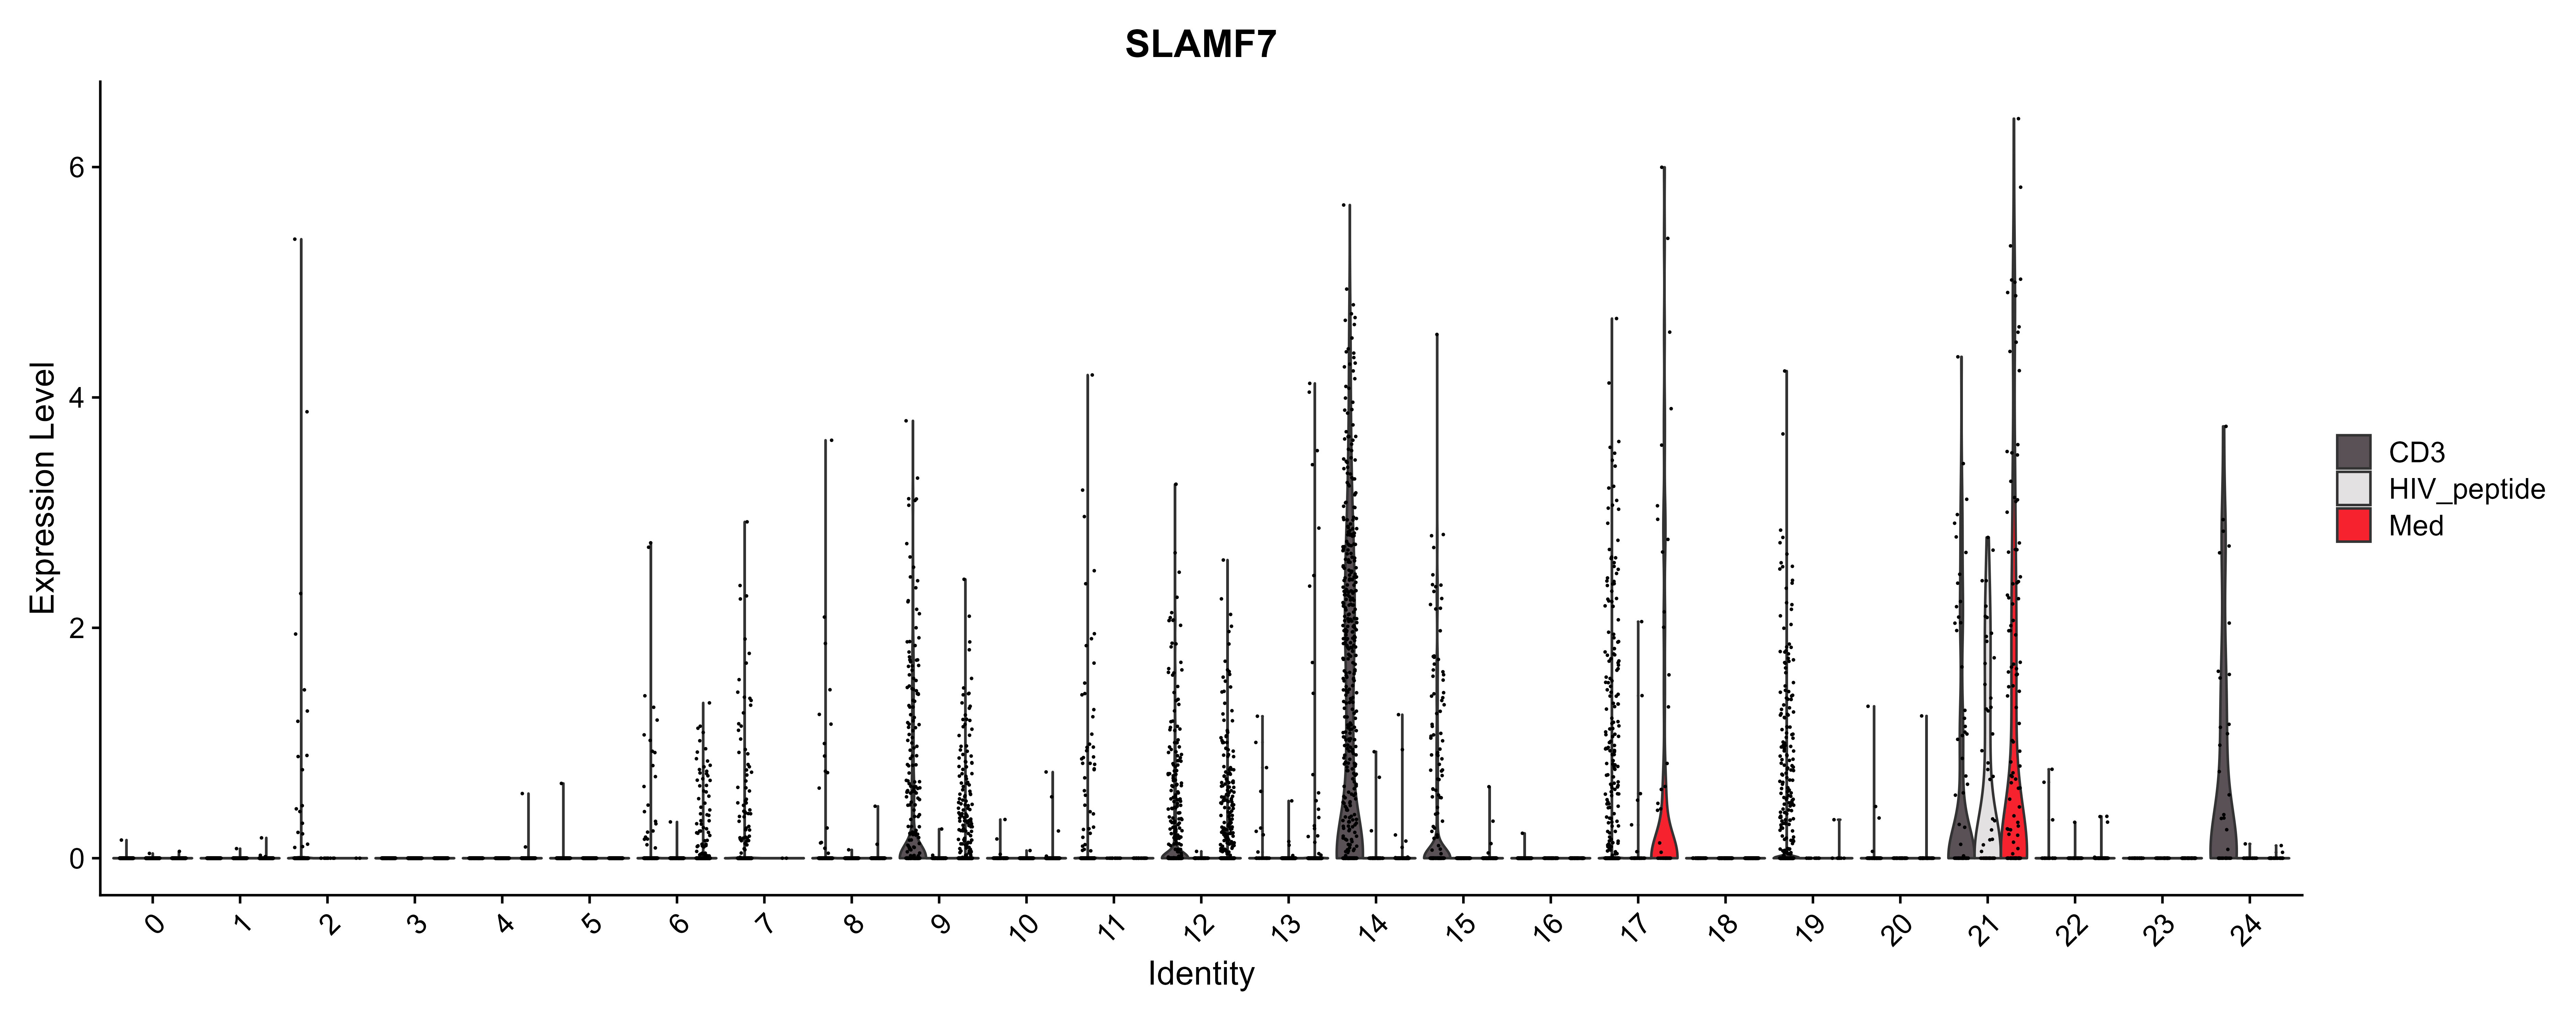 SLAMF7
Expression Level
6
4
2
0
0 1 2 3 4 5 6 7 8 9 10 11 12 13 14 15 16 17 18 19 20 21 22 23 24
Identity
CD3
HIV_peptide
Med